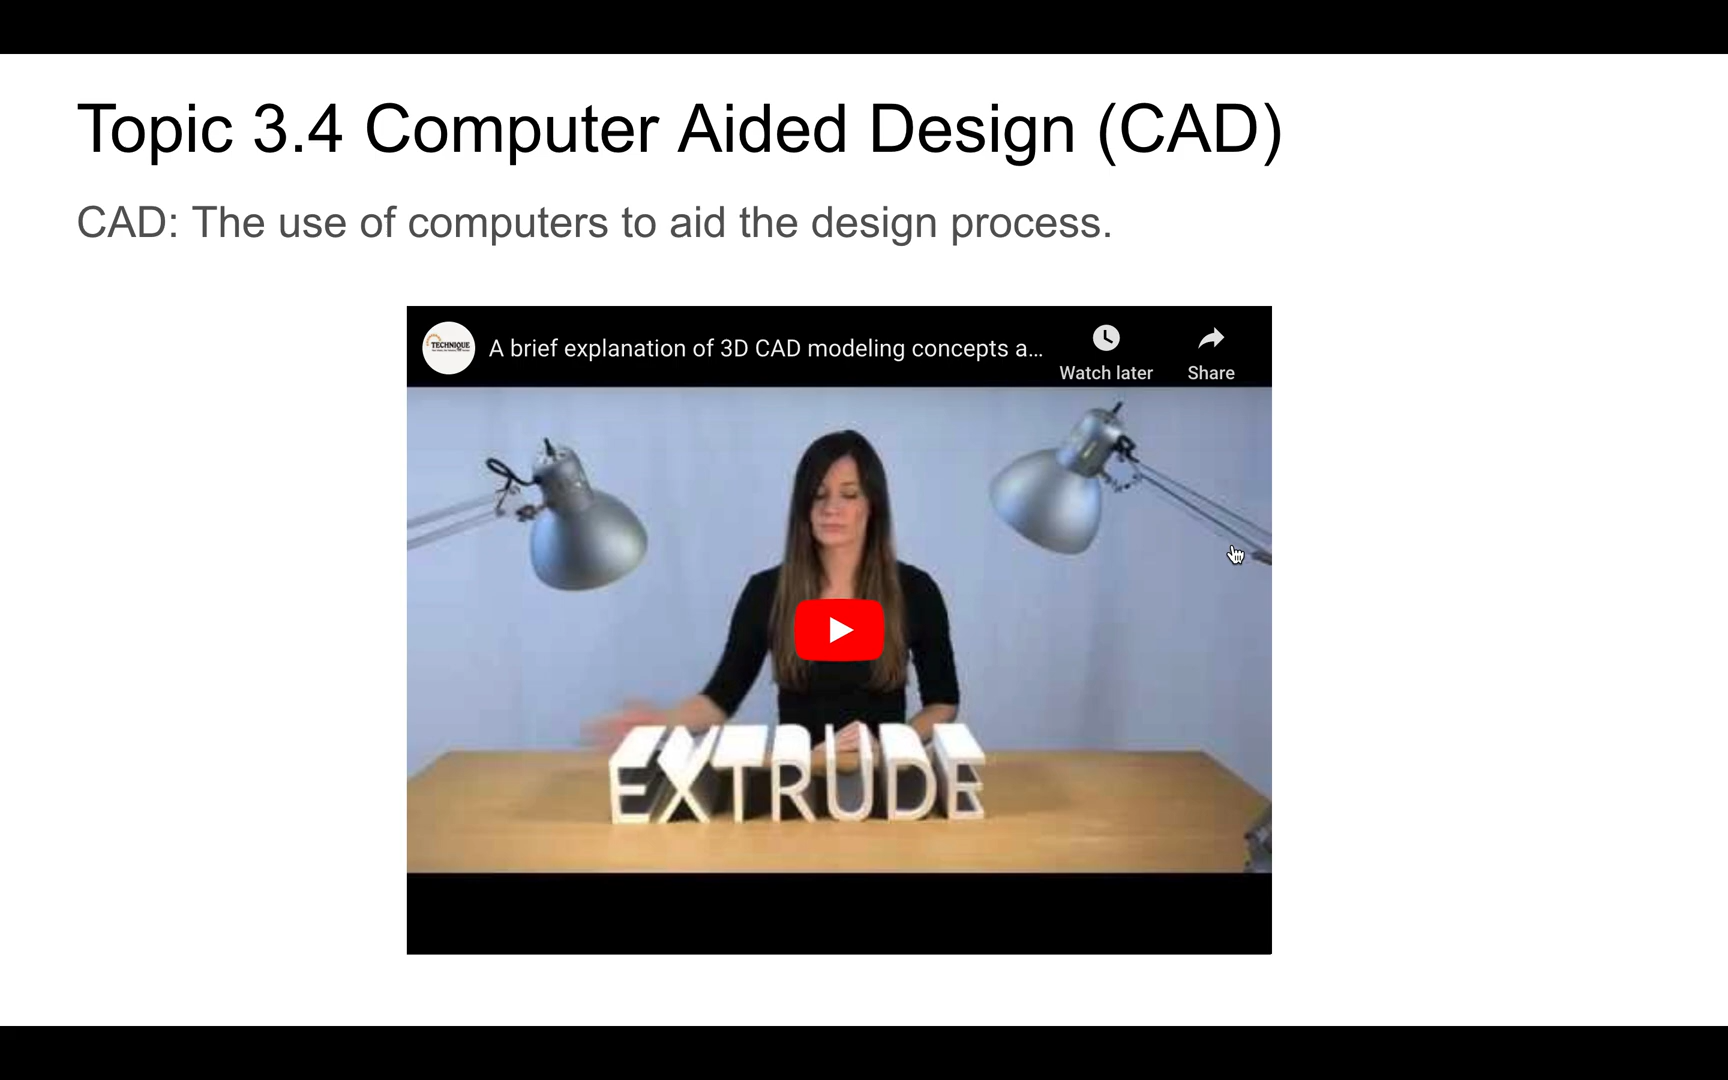 Topic 3.4 Computer Aided Design (CAD)
CAD: The use of computers to aid the design process.
TECHNIQUE
A brief explanation of 3D CAD modeling concepts a...
Watch later
Share
EXTRUDE